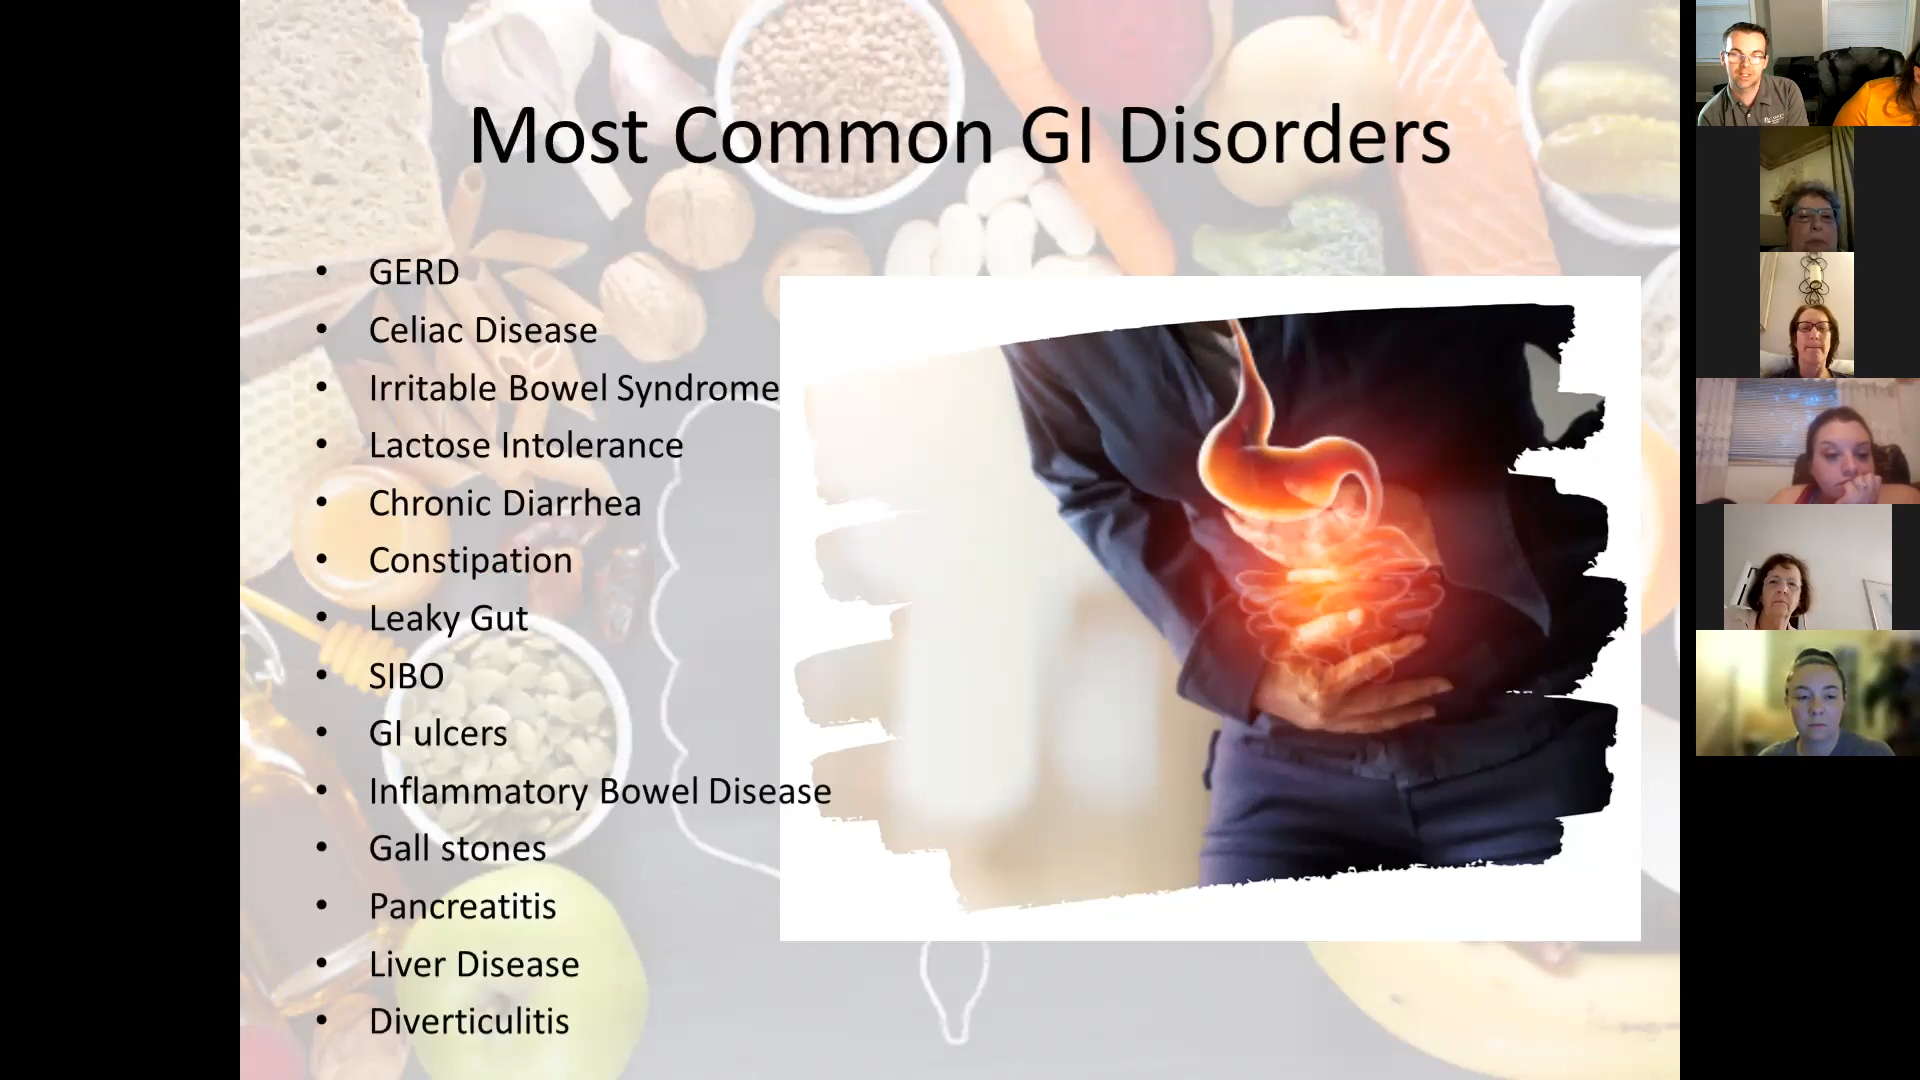 Most Common GI Disorders
• GERD
• Celiac Disease
• Irritable Bowel Syndrome
• Lactose Intolerance
• Chronic Diarrhea
• Constipation
• Leaky Gut
• SIBO
• GI ulcers
• Inflammatory Bowel Disease
• Gall stones
• Pancreatitis
• Liver Disease
• Diverticulitis